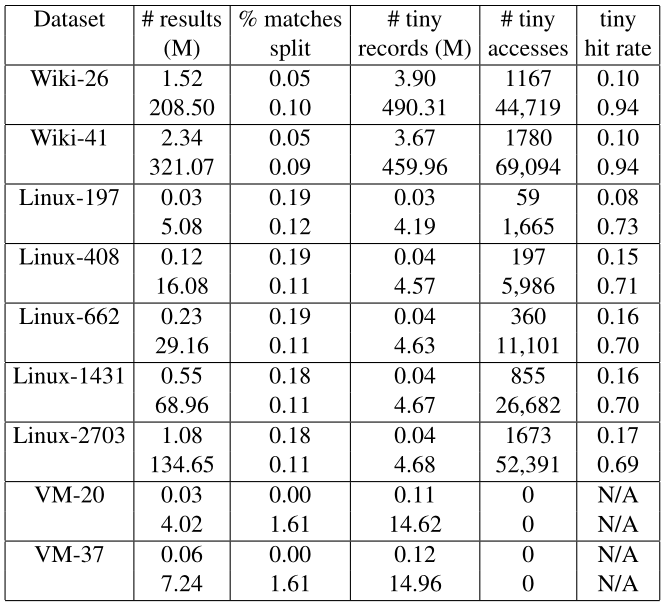 Dataset # results % matches # tiny # tiny tiny
(M) split records (M) accesses hit rate
Wiki-26 1.52 0.05 3.90 1167 0.10
208.50 0.10 490.31 44,719 0.94
Wiki-41 2.34 0.05 3.67 1780 0.10
321.07 0.09 459.96 69,094 0.94
Linux-197 0.03 0.19 0.03 59 0.08
5.08 0.12 4.19 1,665 0.73
Linux-408 0.12 0.19 0.04 197 0.15
16.08 0.11 4.57 5,986 0.71
Linux-662 0.23 0.19 0.04 360 0.16
29.16 0.11 4.63 11,101 0.70
Linux-1431 0.55 0.18 0.04 855 0.16
68.96 0.11 4.67 26,682 0.70
Linux-2703 1.08 0.18 0.04 1673 0.17
134.65 0.11 4.68 52,391 0.69
VM-20 0.03 0.00 0.11 0 N/A
4.02 1.61 14.62 0 N/A
VM-37 0.06 0.00 0.12 0 N/A
7.24 1.61 14.96 0 N/A